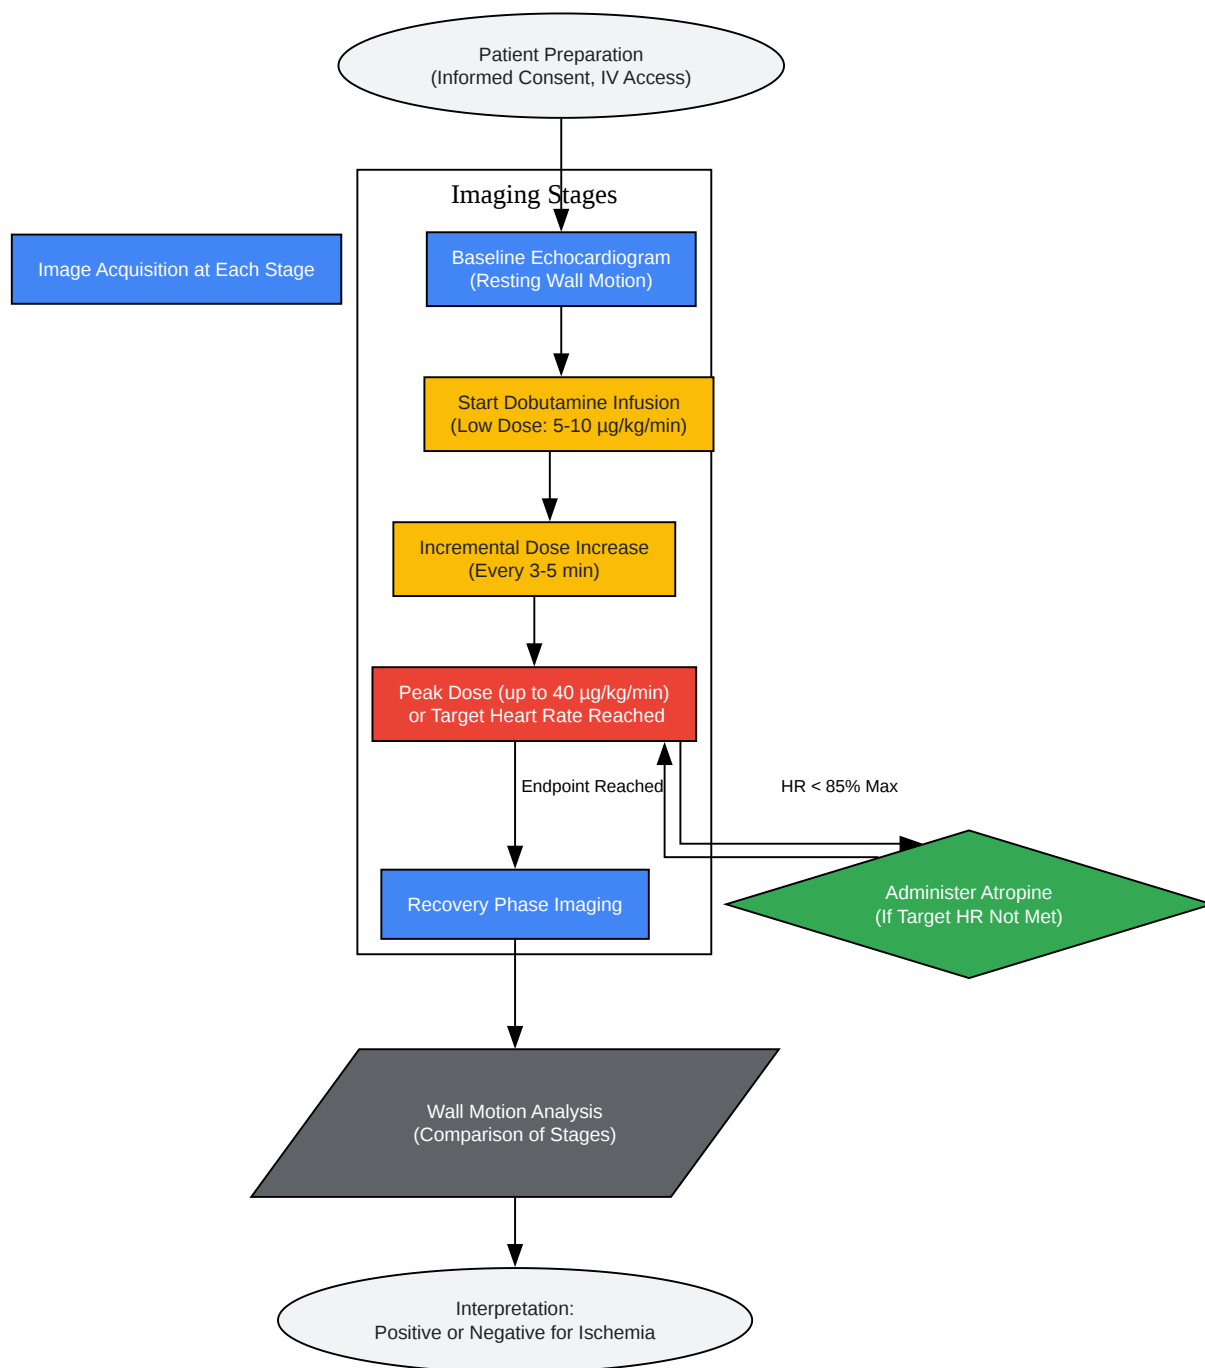 Patient Preparation
(Informed Consent, IV Access)
Imaging Stages
Image Acquisition at Each Stage
Baseline Echocardiogram
(Resting Wall Motion)
Start Dobutamine Infusion
(Low Dose: 5-10 µg/kg/min)
Incremental Dose Increase
(Every 3-5 min)
Peak Dose (up to 40 µg/kg/min)
or Target Heart Rate Reached
Endpoint Reached
HR < 85% Max
Administer Atropine
(If Target HR Not Met)
Recovery Phase Imaging
Wall Motion Analysis
(Comparison of Stages)
Interpretation:
Positive or Negative for Ischemia